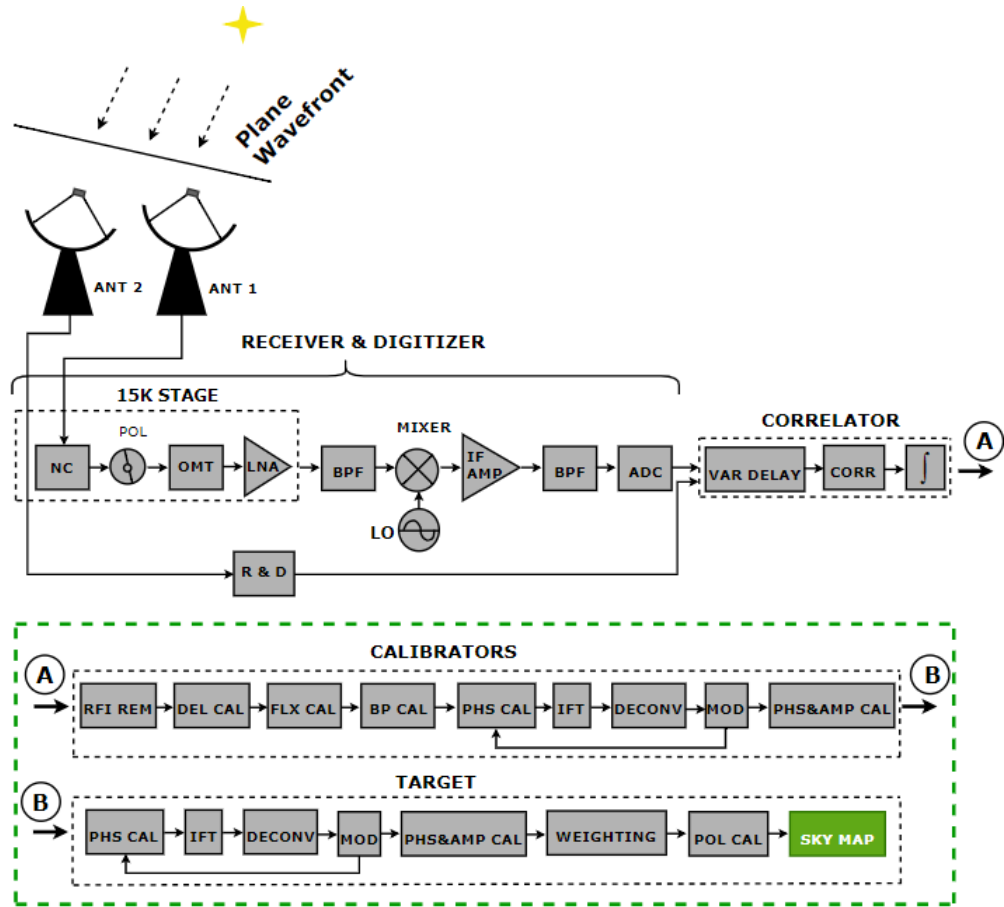 Plane
Wavefront
ANT 2
ANT 1
RECEIVER & DIGITIZER
15K STAGE
POL
NC
OMT
LNA
BPF
MIXER
LO
IF
AMP
BPF
ADC
CORRELATOR
VAR DELAY
CORR
∫
A
R & D
CALIBRATORS
A
B
RFI REM
DEL CAL
FLX CAL
BP CAL
PHS CAL
IFT
DECONV
MOD
PHS&AMP CAL
TARGET
B
PHS CAL
IFT
DECONV
MOD
PHS&AMP CAL
WEIGHTING
POL CAL
SKY MAP